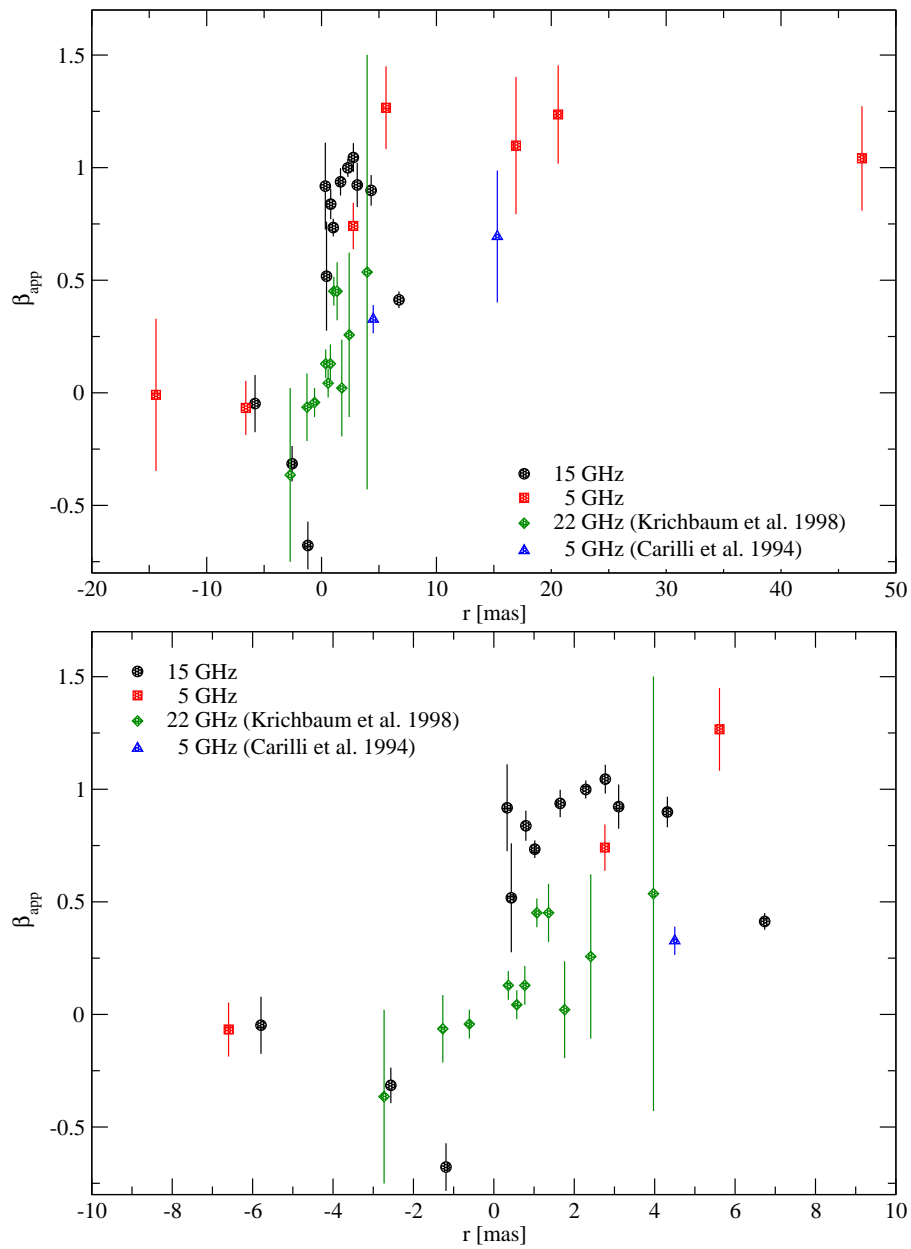 1.5
1
0.5
0
-0.5
β_app
15 GHz
5 GHz
22 GHz (Krichbaum et al. 1998)
5 GHz (Carilli et al. 1994)
-20 -10 0 10 20 30 40 50
r [mas]
15 GHz
5 GHz
22 GHz (Krichbaum et al. 1998)
5 GHz (Carilli et al. 1994)
1.5
1
0.5
0
-0.5
β_app
-10 -8 -6 -4 -2 0 2 4 6 8 10
r [mas]